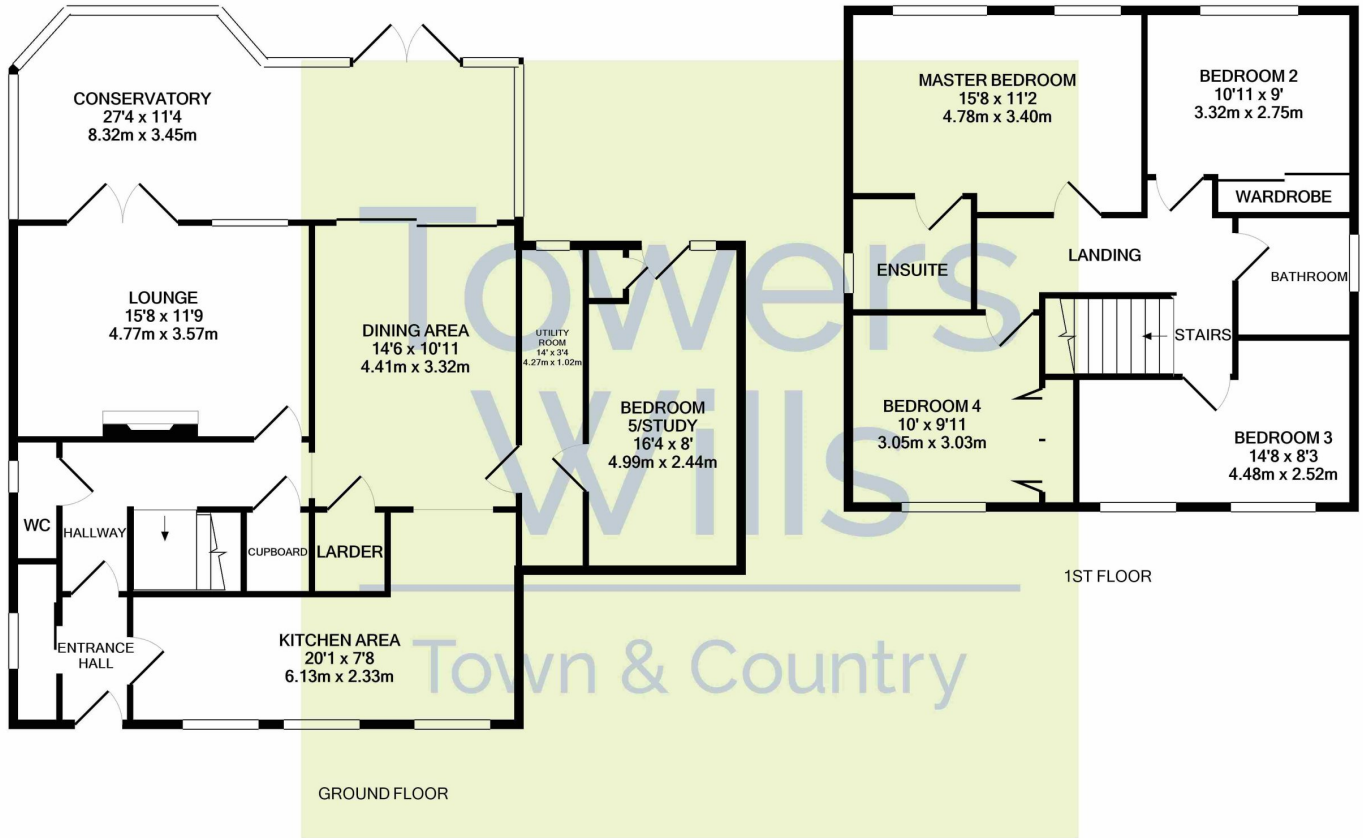 CONSERVATORY
27'4 x 11'4
8.32m x 3.45m
LOUNGE
15'8 x 11'9
4.77m x 3.57m
DINING AREA
14'6 x 10'11
4.41m x 3.32m
UTILITY
ROOM
14' x 3'4
4.27m x 1.02m
BEDROOM
5/STUDY
16'4 x 8'
4.99m x 2.44m
WC
HALLWAY
CUPBOARD
LARDER
ENTRANCE
HALL
KITCHEN AREA
20'1 x 7'8
6.13m x 2.33m
GROUND FLOOR
MASTER BEDROOM
15'8 x 11'2
4.78m x 3.40m
BEDROOM 2
10'11 x 9'
3.32m x 2.75m
WARDROBE
ENSUITE
LANDING
BATHROOM
STAIRS
BEDROOM 4
10' x 9'11
3.05m x 3.03m
BEDROOM 3
14'8 x 8'3
4.48m x 2.52m
1ST FLOOR
Towers
Wills
Town & Country